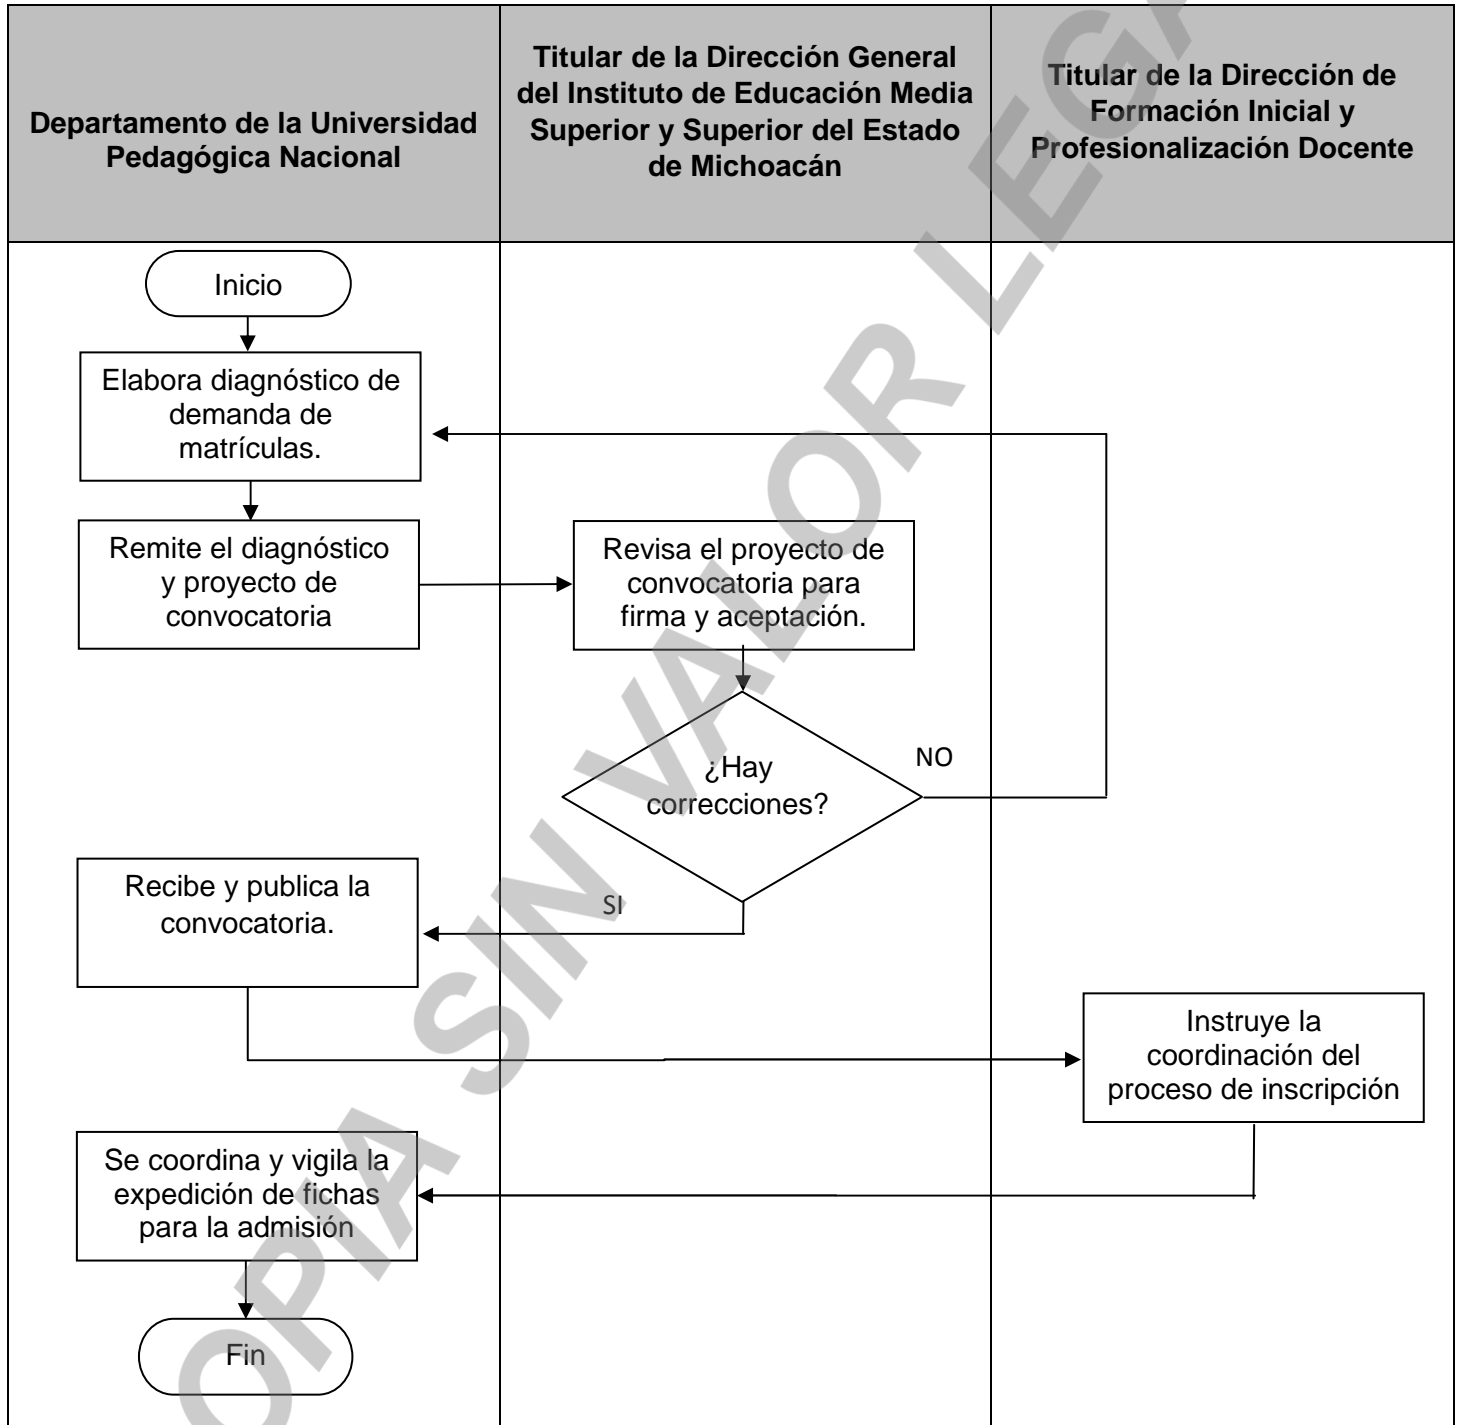 Departamento de la Universidad
Pedagógica Nacional
Titular de la Dirección General
del Instituto de Educación Media
Superior y Superior del Estado
de Michoacán
Titular de la Dirección de
Formación Inicial y
Profesionalización Docente
Inicio
Elabora diagnóstico de
demanda de
matrículas.
Remite el diagnóstico
y proyecto de
convocatoria
Revisa el proyecto de
convocatoria para
firma y aceptación.
¿Hay
correcciones?
NO
SI
Recibe y publica la
convocatoria.
Instruye la
coordinación del
proceso de inscripción
Se coordina y vigila la
expedición de fichas
para la admisión
Fin
OPIA SIN VALOR LEGA